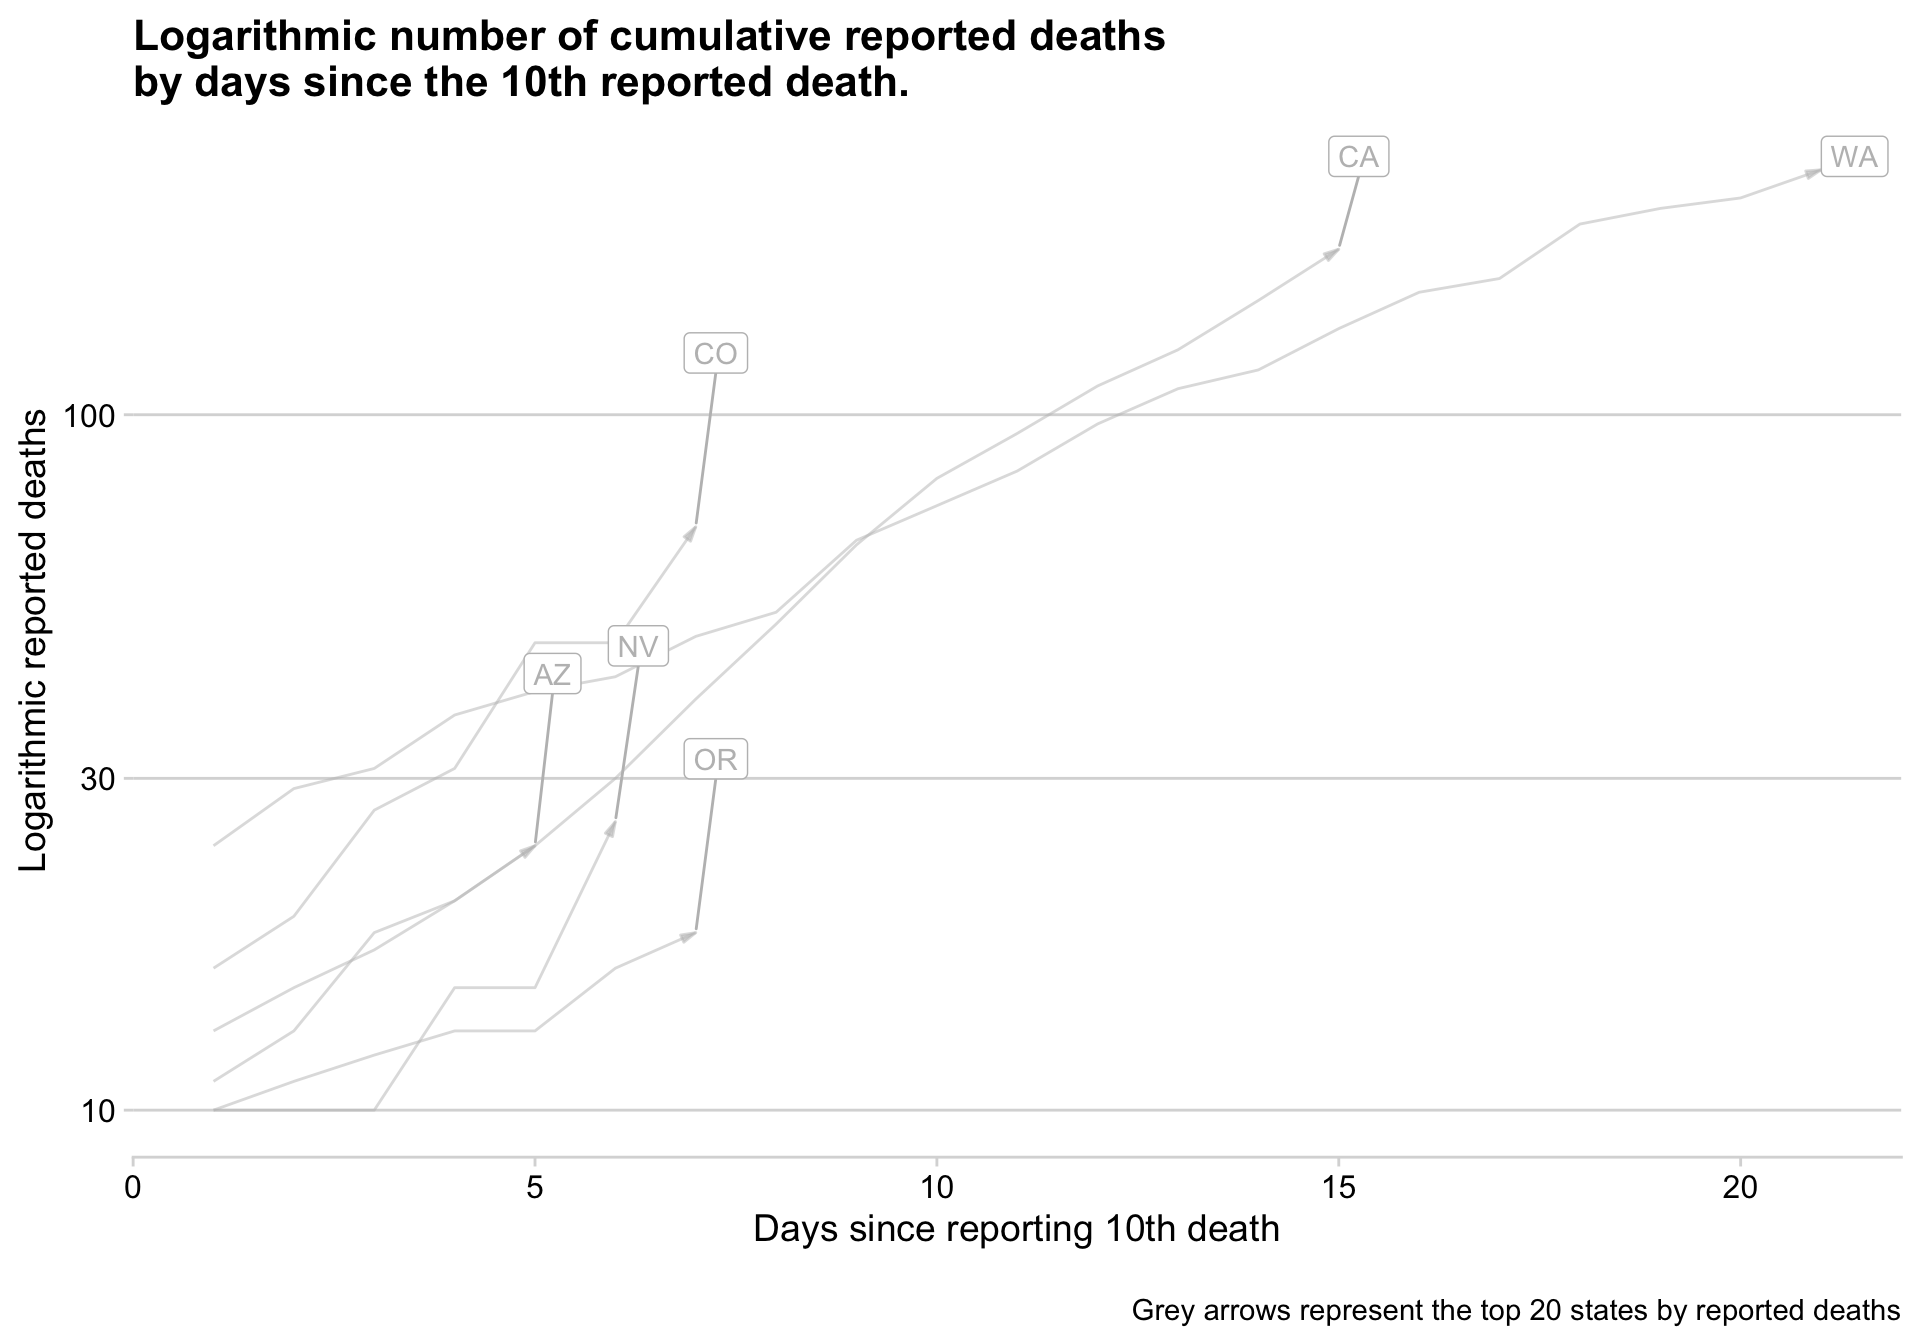 Logarithmic number of cumulative reported deaths
by days since the 10th reported death.
CA
WA
CO
100
NV
AZ
OR
30
10
Logarithmic reported deaths
0 5 10 15 20
Days since reporting 10th death
Grey arrows represent the top 20 states by reported deaths